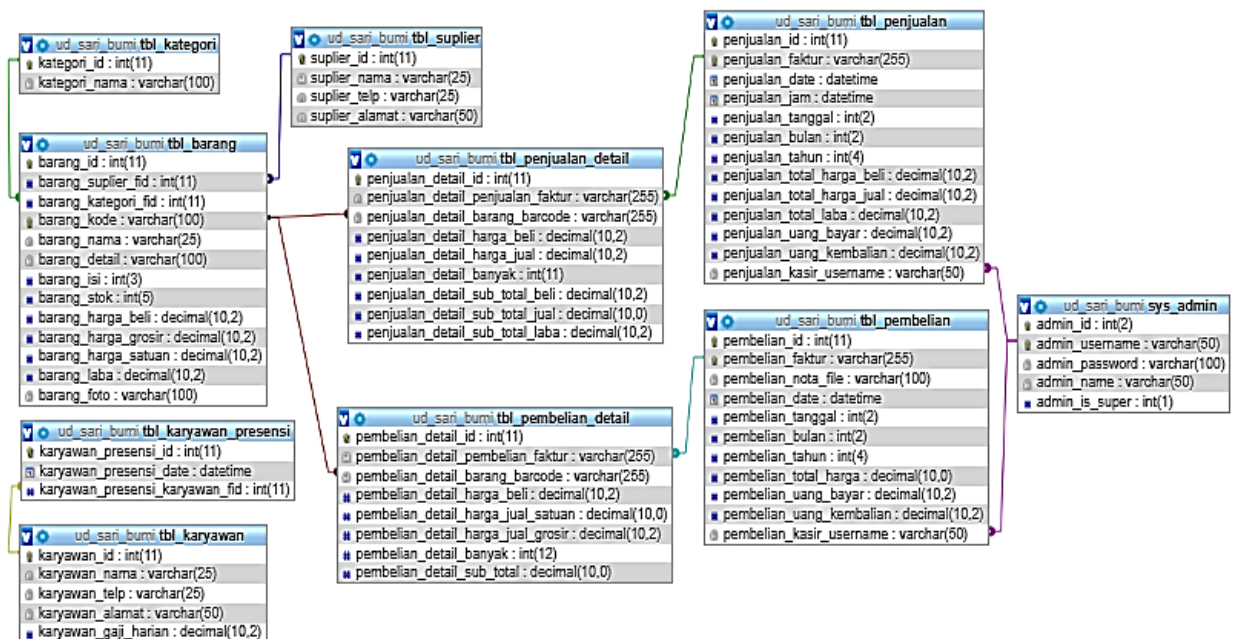 ud_sari_bumi tbl_kategori
kategori_id : int(11)
kategori_nama : varchar(100)
ud_sari_bumi tbl_suplier
suplier_id : int(11)
suplier_nama : varchar(25)
suplier_telp : varchar(25)
suplier_alamat : varchar(50)
ud_sari_bumi tbl_barang
barang_id : int(11)
barang_suplier_fid : int(11)
barang_kategori_fid : int(11)
barang_kode : varchar(100)
barang_nama : varchar(25)
barang_detail : varchar(100)
barang_isi : int(3)
barang_stok : int(5)
barang_harga_beli : decimal(10,2)
barang_harga_grosir : decimal(10,2)
barang_harga_satuan : decimal(10,2)
barang_laba : decimal(10,2)
barang_foto : varchar(100)
ud_sari_bumi tbl_karyawan_presensi
karyawan_presensi_id : int(11)
karyawan_presensi_date : datetime
karyawan_presensi_karyawan_fid : int(11)
ud_sari_bumi tbl_karyawan
karyawan_id : int(11)
karyawan_nama : varchar(25)
karyawan_telp : varchar(25)
karyawan_alamat : varchar(50)
karyawan_gaji_harian : decimal(10,2)
ud_sari_bumi tbl_penjualan_detail
penjualan_detail_id : int(11)
penjualan_detail_penjualan_faktur : varchar(255)
penjualan_detail_barang_barcode : varchar(255)
penjualan_detail_harga_beli : decimal(10,2)
penjualan_detail_harga_jual : decimal(10,2)
penjualan_detail_banyak : int(11)
penjualan_detail_sub_total_beli : decimal(10,2)
penjualan_detail_sub_total_jual : decimal(10,0)
penjualan_detail_sub_total_laba : decimal(10,2)
ud_sari_bumi tbl_pembelian_detail
pembelian_detail_id : int(11)
pembelian_detail_pembelian_faktur : varchar(255)
pembelian_detail_barang_barcode : varchar(255)
pembelian_detail_harga_beli : decimal(10,2)
pembelian_detail_harga_jual_satuan : decimal(10,0)
pembelian_detail_harga_jual_grosir : decimal(10,2)
pembelian_detail_banyak : int(12)
pembelian_detail_sub_total : decimal(10,0)
ud_sari_bumi tbl_penjualan
penjualan_id : int(11)
penjualan_faktur : varchar(255)
penjualan_date : datetime
penjualan_jam : datetime
penjualan_tanggal : int(2)
penjualan_bulan : int(2)
penjualan_tahun : int(4)
penjualan_total_harga_beli : decimal(10,2)
penjualan_total_harga_jual : decimal(10,2)
penjualan_total_laba : decimal(10,2)
penjualan_uang_bayar : decimal(10,2)
penjualan_uang_kembalian : decimal(10,2)
penjualan_kasir_username : varchar(50)
ud_sari_bumi tbl_pembelian
pembelian_id : int(11)
pembelian_faktur : varchar(255)
pembelian_nota_file : varchar(100)
pembelian_date : datetime
pembelian_tanggal : int(2)
pembelian_bulan : int(2)
pembelian_tahun : int(4)
pembelian_total_harga : decimal(10,0)
pembelian_uang_bayar : decimal(10,2)
pembelian_uang_kembalian : decimal(10,2)
pembelian_kasir_username : varchar(50)
ud_sari_bumi sys_admin
admin_id : int(2)
admin_username : varchar(50)
admin_password : varchar(100)
admin_name : varchar(50)
admin_is_super : int(1)